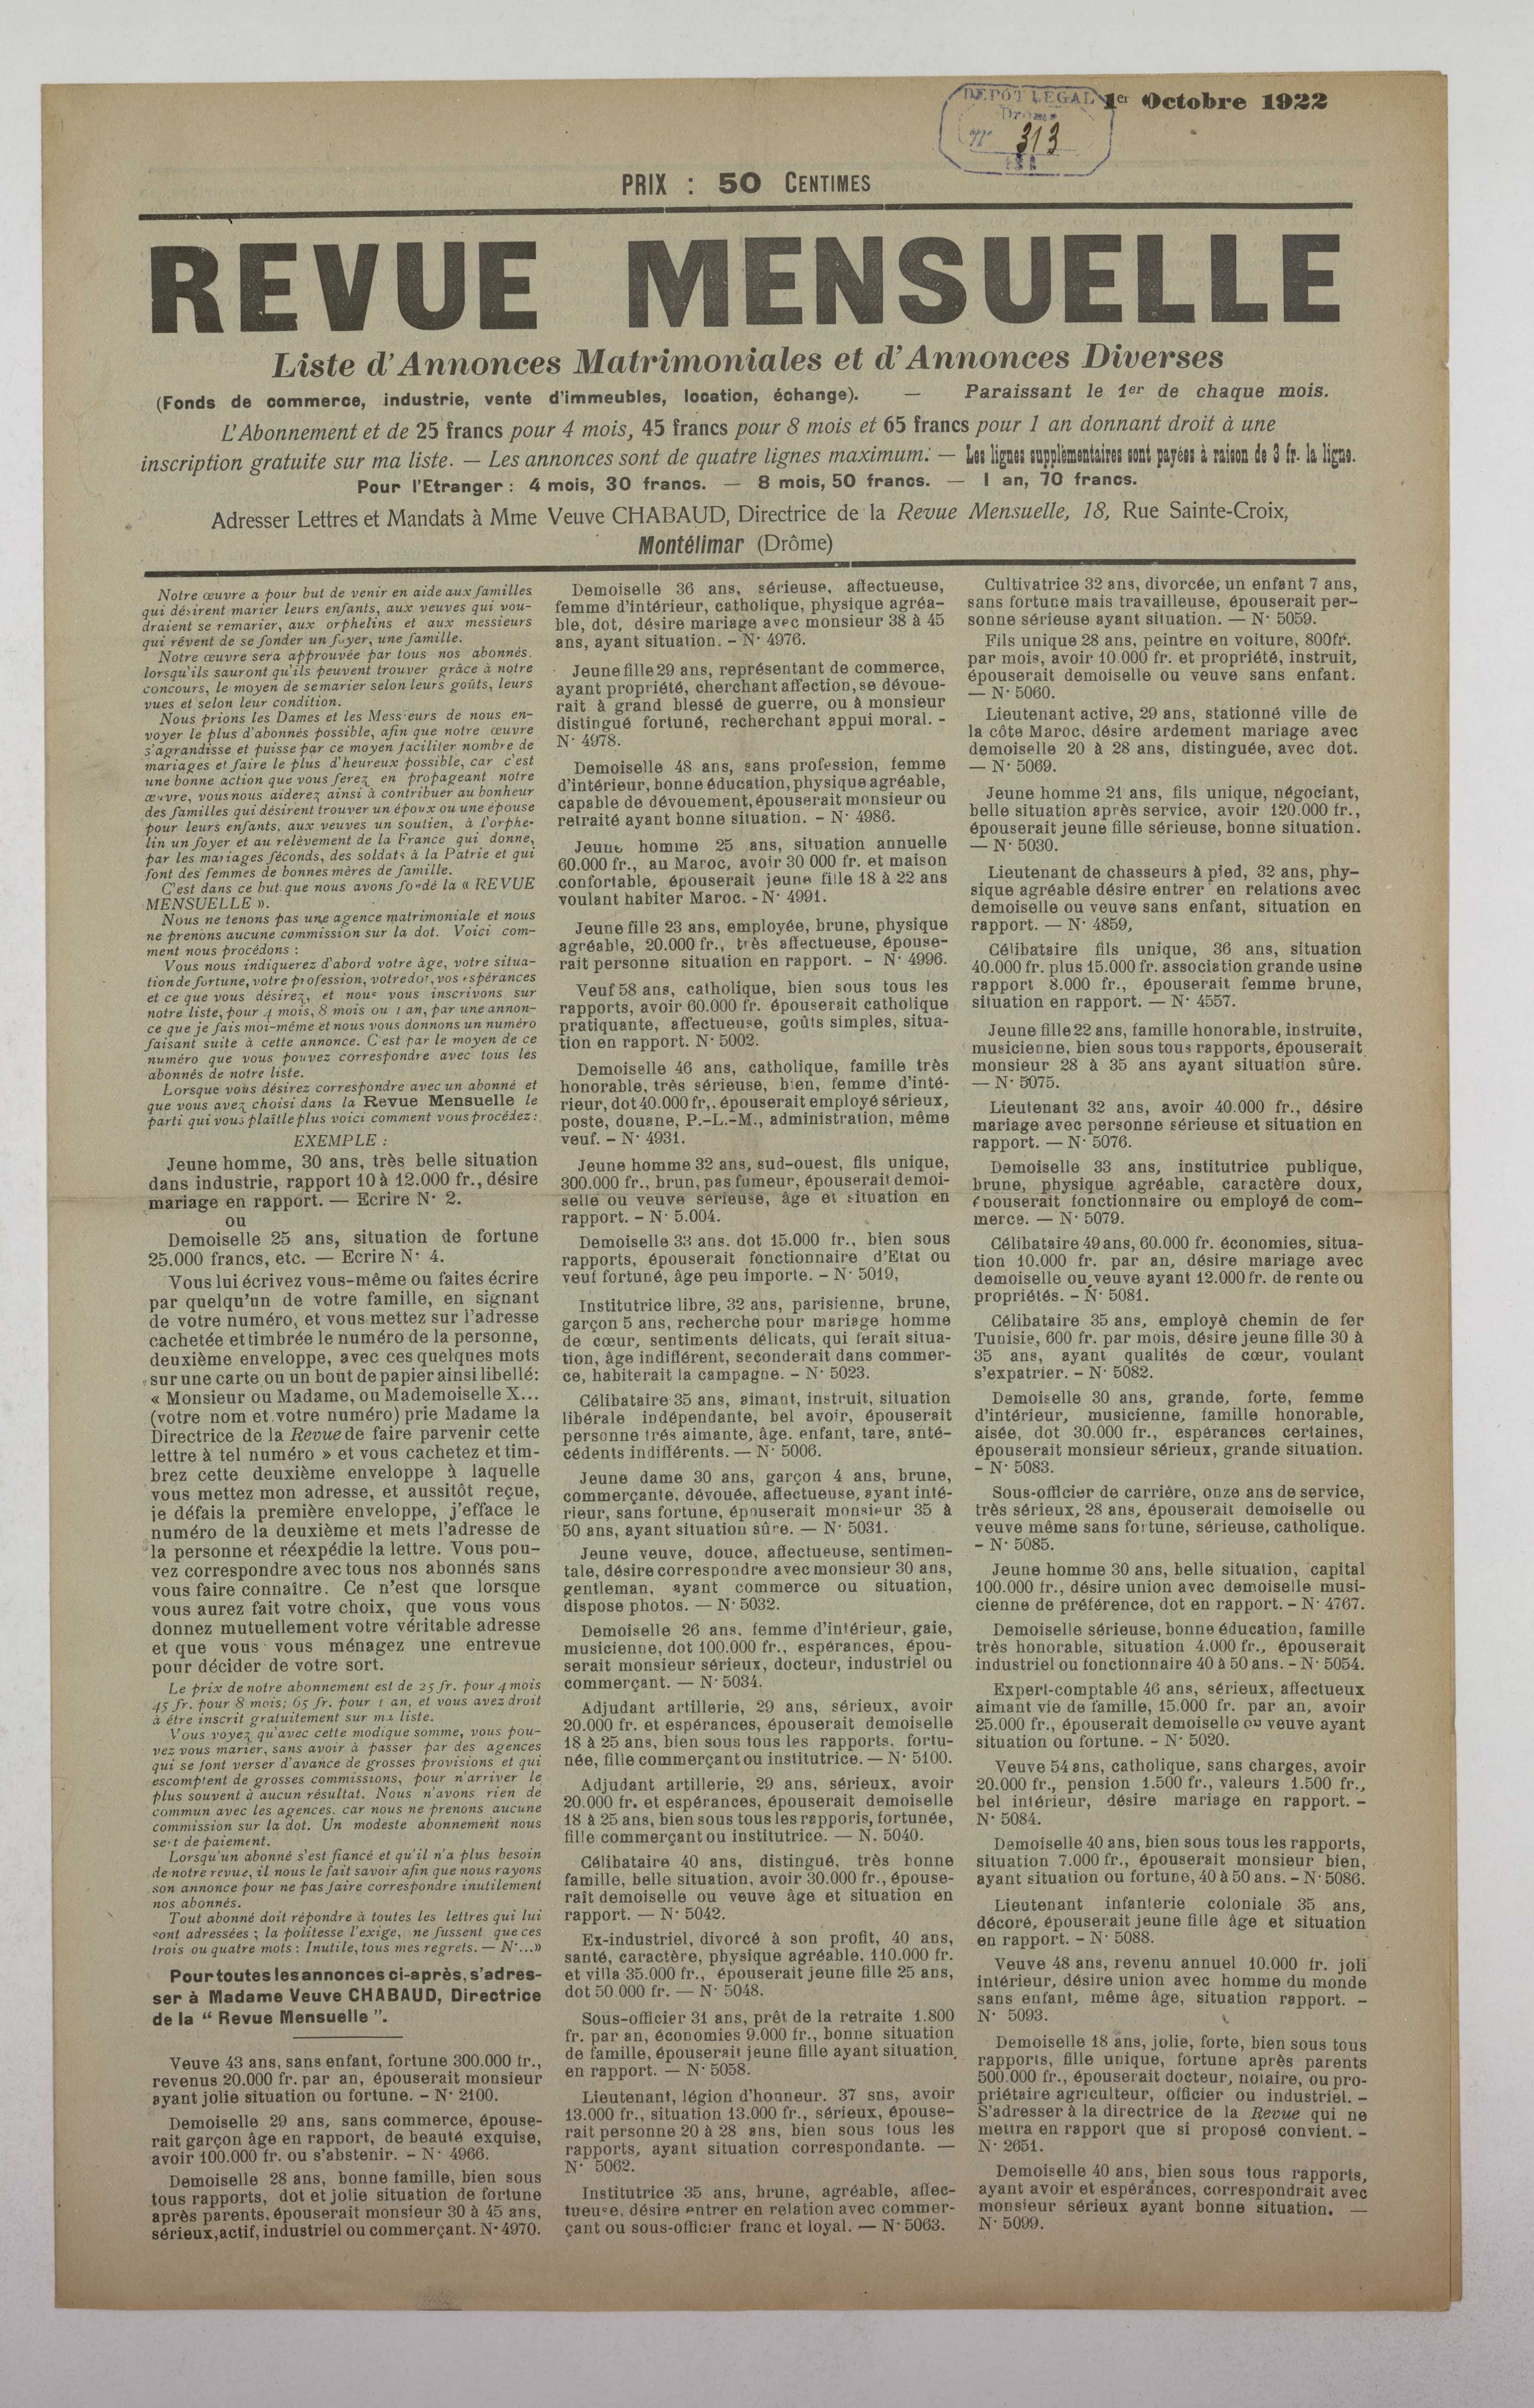 DEPOT LEGAL
Drome
N° 313
1er Octobre 1922
PRIX : 50 CENTIMES
REVUE MENSUELLE
Liste d'Annonces Matrimoniales et d'Annonces Diverses
(Fonds de commerce, industrie, vente d'immeubles, location, échange). — Paraissant le 1er de chaque mois.
L'Abonnement et de 25 francs pour 4 mois, 45 francs pour 8 mois et 65 francs pour 1 an donnant droit à une
inscription gratuite sur ma liste. — Les annonces sont de quatre lignes maximum. — Les lignes supplémentaires sont payées à raison de 3 fr. la ligne.
Pour l'Etranger : 4 mois, 30 francs. — 8 mois, 50 francs. — 1 an, 70 francs.
Adresser Lettres et Mandats à Mme Veuve CHABAUD, Directrice de la Revue Mensuelle, 18, Rue Sainte-Croix,
Montélimar (Drôme)
Notre œuvre a pour but de venir en aide aux familles
qui désirent marier leurs enfants, aux veuves qui vou-
draient se remarier, aux orphelins et aux messieurs
qui rêvent de se fonder un foyer, une famille.
Notre œuvre sera approuvée par tous nos abonnés.
lorsqu'ils sauront qu'ils peuvent trouver grâce à notre
concours, le moyen de se marier selon leurs goûts, leurs
vues et selon leur condition.
Nous prions les Dames et les Messieurs de nous en-
voyer le plus d'abonnés possible, afin que notre œuvre
s'agrandisse et puisse par ce moyen faciliter nombre de
mariages et faire le plus d'heureux possible, car c'est
une bonne action que vous ferez en propageant notre
œuvre, vous nous aiderez ainsi à contribuer au bonheur
des familles qui désirent trouver un époux ou une épouse
pour leurs enfants, aux veuves un soutien, à l'orphe-
lin un foyer et au relèvement de la France qui donne,
par les mariages féconds, des soldats à la Patrie et qui
font des femmes de bonnes mères de famille.
C'est dans ce but que nous avons fondé la « REVUE
MENSUELLE ».
Nous ne tenons pas une agence matrimoniale et nous
ne prenons aucune commission sur la dot. Voici com-
ment nous procédons :
Vous nous indiquerez d'abord votre âge, votre situa-
tion de fortune, votre profession, votre dot, vos espérances
et ce que vous désirez, et nous vous inscrivons sur
notre liste, pour 4 mois, 8 mois ou 1 an, par une annon-
ce que je fais moi-même et nous vous donnons un numéro
faisant suite à cette annonce. C'est par le moyen de ce
numéro que vous pouvez correspondre avec tous les
abonnés de notre liste.
Lorsque vous désirez correspondre avec un abonné et
que vous avez choisi dans la Revue Mensuelle le
parti qui vous plaît le plus voici comment vous procédez :
EXEMPLE :
Jeune homme, 30 ans, très belle situation
dans industrie, rapport 10 à 12.000 fr., désire
mariage en rapport. — Ecrire N° 2.
ou
Demoiselle 25 ans, situation de fortune
25.000 francs, etc. — Ecrire N° 4.
Vous lui écrivez vous-même ou faites écrire
par quelqu'un de votre famille, en signant
de votre numéro, et vous mettez sur l'adresse
cachetée et timbrée le numéro de la personne,
deuxième enveloppe, avec ces quelques mots
sur une carte ou un bout de papier ainsi libellé:
« Monsieur ou Madame, ou Mademoiselle X...
(votre nom et votre numéro) prie Madame la
Directrice de la Revue de faire parvenir cette
lettre à tel numéro » et vous cachetez et tim-
brez cette deuxième enveloppe à laquelle
vous mettez mon adresse, et aussitôt reçue,
je défais la première enveloppe, j'efface le
numéro de la deuxième et mets l'adresse de
la personne et réexpédie la lettre. Vous pou-
vez correspondre avec tous nos abonnés sans
vous faire connaître. Ce n'est que lorsque
vous aurez fait votre choix, que vous vous
donnez mutuellement votre véritable adresse
et que vous vous ménagez une entrevue
pour décider de votre sort.
Le prix de notre abonnement est de 25 fr. pour 4 mois
45 fr. pour 8 mois; 65 fr. pour 1 an, et vous avez droit
à être inscrit gratuitement sur ma liste.
Vous voyez qu'avec cette modique somme, vous pou-
vez vous marier, sans avoir à passer par des agences
qui se font verser d'avance de grosses provisions et qui
escomptent de grosses commissions, pour n'arriver le
plus souvent à aucun résultat. Nous n'avons rien de
commun avec les agences, car nous ne prenons aucune
commission sur la dot. Un modeste abonnement nous
sert de paiement.
Lorsqu'un abonné s'est fiancé et qu'il n'a plus besoin
de notre revue, il nous le fait savoir afin que nous rayons
son annonce pour ne pas faire correspondre inutilement
nos abonnés.
Tout abonné doit répondre à toutes les lettres qui lui
sont adressées ; la politesse l'exige, ne fussent que ces
trois ou quatre mots : Inutile, tous mes regrets. — N°...»
Pour toutes les annonces ci-après, s'adres-
ser à Madame Veuve CHABAUD, Directrice
de la “ Revue Mensuelle ”.
Veuve 43 ans, sans enfant, fortune 300.000 fr.,
revenus 20.000 fr. par an, épouserait monsieur
ayant jolie situation ou fortune. – N° 2100.
Demoiselle 29 ans, sans commerce, épouse-
rait garçon âge en rapport, de beauté exquise,
avoir 100.000 fr. ou s'abstenir. – N° 4966.
Demoiselle 28 ans, bonne famille, bien sous
tous rapports, dot et jolie situation de fortune
après parents, épouserait monsieur 30 à 45 ans,
sérieux, actif, industriel ou commerçant. N° 4970.
Demoiselle 36 ans, sérieuse, affectueuse,
femme d'intérieur, catholique, physique agréa-
ble, dot, désire mariage avec monsieur 38 à 45
ans, ayant situation. – N° 4976.
Jeune fille 29 ans, représentant de commerce,
ayant propriété, cherchant affection, se dévoue-
rait à grand blessé de guerre, ou à monsieur
distingué fortuné, recherchant appui moral. -
N° 4978.
Demoiselle 48 ans, sans profession, femme
d'intérieur, bonne éducation, physique agréable,
capable de dévouement, épouserait monsieur ou
retraité ayant bonne situation. – N° 4986.
Jeune homme 25 ans, situation annuelle
60.000 fr., au Maroc, avoir 30 000 fr. et maison
confortable, épouserait jeune fille 18 à 22 ans
voulant habiter Maroc. - N° 4991.
Jeune fille 23 ans, employée, brune, physique
agréable, 20.000 fr., très affectueuse, épouse-
rait personne situation en rapport. – N° 4996.
Veuf 58 ans, catholique, bien sous tous les
rapports, avoir 60.000 fr. épouserait catholique
pratiquante, affectueuse, goûts simples, situa-
tion en rapport. N° 5002.
Demoiselle 46 ans, catholique, famille très
honorable, très sérieuse, bien, femme d'inté-
rieur, dot 40.000 fr,. épouserait employé sérieux,
poste, douane, P.-L.-M., administration, même
veuf. – N° 4931.
Jeune homme 32 ans, sud-ouest, fils unique,
300.000 fr., brun, pas fumeur, épouserait demoi-
selle ou veuve sérieuse, âge et situation en
rapport. – N° 5.004.
Demoiselle 33 ans. dot 15.000 fr., bien sous
rapports, épouserait fonctionnaire d'Etat ou
veuf fortuné, âge peu importe. – N° 5019,
Institutrice libre, 32 ans, parisienne, brune,
garçon 5 ans, recherche pour mariage homme
de cœur, sentiments délicats, qui ferait situa-
tion, âge indifférent, seconderait dans commer-
ce, habiterait la campagne. – N° 5023.
Célibataire 35 ans, aimant, instruit, situation
libérale indépendante, bel avoir, épouserait
personne trés aimante, âge. enfant, tare, anté-
cédents indifférents. — N° 5006.
Jeune dame 30 ans, garçon 4 ans, brune,
commerçante, dévouée, affectueuse, ayant inté-
rieur, sans fortune, épouserait monsieur 35 à
50 ans, ayant situation sûre. — N° 5031.
Jeune veuve, douce, affectueuse, sentimen-
tale, désire correspondre avec monsieur 30 ans,
gentleman, ayant commerce ou situation,
dispose photos. — N° 5032.
Demoiselle 26 ans, femme d'intérieur, gaie,
musicienne, dot 100.000 fr., espérances, épou-
serait monsieur sérieux, docteur, industriel ou
commerçant. — N° 5034.
Adjudant artillerie, 29 ans, sérieux, avoir
20.000 fr. et espérances, épouserait demoiselle
18 à 25 ans, bien sous tous les rapports. fortu-
née, fille commerçant ou institutrice. — N° 5100.
Adjudant artillerie, 29 ans, sérieux, avoir
20.000 fr. et espérances, épouserait demoiselle
18 à 25 ans, bien sous tous les rapporis, fortunée,
fille commerçant ou institutrice. — N. 5040.
Célibataire 40 ans, distingué, très bonne
famille, belle situation, avoir 30.000 fr., épouse-
raît demoiselle ou veuve âge et situation en
rapport. — N° 5042.
Ex-industriel, divorcé à son profit, 40 ans,
santé, caractère, physique agréable, 110.000 fr.
et villa 35.000 fr., épouserait jeune fille 25 ans,
dot 50.000 fr. — N° 5048.
Sous-officier 31 ans, prêt de la retraite 1.800
fr. par an, économies 9.000 fr., bonne situation
de famille, épouserait jeune fille ayant situation
en rapport. — N° 5058.
Lieutenant, légion d'honneur. 37 sns, avoir
13.000 fr., situation 13.000 fr., sérieux, épouse-
rait personne 20 à 28 ans, bien sous tous les
rapports, ayant situation correspondante. —
N° 5062.
Institutrice 35 ans, brune, agréable, affec-
tueuse, désire entrer en relation avec commer-
çant ou sous-officier franc et loyal. — N° 5063.
Cultivatrice 32 ans, divorcée, un enfant 7 ans,
sans fortune mais travailleuse, épouserait per-
sonne sérieuse ayant situation. — N° 5059.
Fils unique 28 ans, peintre en voiture, 800fr.
par mois, avoir 10.000 fr. et propriété, instruit,
épouserait demoiselle ou veuve sans enfant.
— N° 5060.
Lieutenant active, 29 ans, stationné ville de
la côte Maroc, désire ardement mariage avec
demoiselle 20 à 28 ans, distinguée, avec dot.
— N° 5069.
Jeune homme 21 ans, fils unique, négociant,
belle situation après service, avoir 120.000 fr.,
épouserait jeune fille sérieuse, bonne situation.
— N° 5030.
Lieutenant de chasseurs à pied, 32 ans, phy-
sique agréable désire entrer en relations avec
demoiselle ou veuve sans enfant, situation en
rapport. — N° 4859,
Célibataire fils unique, 36 ans, situation
40.000 fr. plus 15.000 fr. association grande usine
rapport 8.000 fr., épouserait femme brune,
situation en rapport. — N° 4557.
Jeune fille 22 ans, famille honorable, instruite,
musicienne, bien sous tous rapports, épouserait
monsieur 28 à 35 ans ayant situation sûre.
— N° 5075.
Lieutenant 32 ans, avoir 40.000 fr., désire
mariage avec personne sérieuse et situation en
rapport. — N° 5076.
Demoiselle 33 ans, institutrice publique,
brune, physique agréable, caractère doux,
épouserait fonctionnaire ou employé de com-
merce. — N° 5079.
Célibataire 49 ans, 60.000 fr. économies, situa-
tion 10.000 fr. par an, désire mariage avec
demoiselle ou veuve ayant 12.000 fr. de rente ou
propriétés. – N° 5081.
Célibataire 35 ans, employè chemin de fer
Tunisie, 600 fr. par mois, désire jeune fille 30 à
35 ans, ayant qualités de cœur, voulant
s'expatrier. – N° 5082.
Demoiselle 30 ans, grande, forte, femme
d'intérieur, musicienne, famille honorable,
aisée, dot 30.000 fr., espérances certaines,
épouserait monsieur sérieux, grande situation.
– N° 5083.
Sous-officier de carrière, onze ans de service,
très sérieux, 28 ans, épouserait demoiselle ou
veuve même sans fortune, sérieuse, catholique.
– N° 5085.
Jeune homme 30 ans, belle situation, capital
100.000 fr., désire union avec demoiselle musi-
cienne de préférence, dot en rapport. – N° 4767.
Demoiselle sérieuse, bonne éducation, famille
très honorable, situation 4.000 fr., épouserait
industriel ou fonctionnaire 40 à 50 ans. – N° 5054.
Expert-comptable 46 ans, sérieux, affectueux
aimant vie de famille, 15.000 fr. par an, avoir
25.000 fr., épouserait demoiselle ou veuve ayant
situation ou fortune. – N° 5020.
Veuve 54 ans, catholique, sans charges, avoir
20.000 fr., pension 1.500 fr., valeurs 1.500 fr.,
bel intérieur, désire mariage en rapport. –
N° 5084.
Demoiselle 40 ans, bien sous tous les rapports,
situation 7.000 fr., épouserait monsieur bien,
ayant situation ou fortune, 40 à 50 ans. – N° 5086.
Lieutenant infanterie coloniale 35 ans,
décoré, épouserait jeune fille âge et situation
en rapport. – N° 5088.
Veuve 48 ans, revenu annuel 10.000 fr. joli
intérieur, désire union avec homme du monde
sans enfant, même âge, situation rapport. –
N° 5093.
Demoiselle 18 ans, jolie, forte, bien sous tous
rapports, fille unique, fortune après parents
500.000 fr., épouserait docteur, notaire, ou pro-
priétaire agriculteur, officier ou industriel. –
S'adresser à la directrice de la Revue qui ne
mettra en rapport que si proposé convient. –
N° 2651.
Demoiselle 40 ans, bien sous tous rapports,
ayant avoir et espérances, correspondrait avec
monsieur sérieux ayant bonne situation. —
N° 5099.